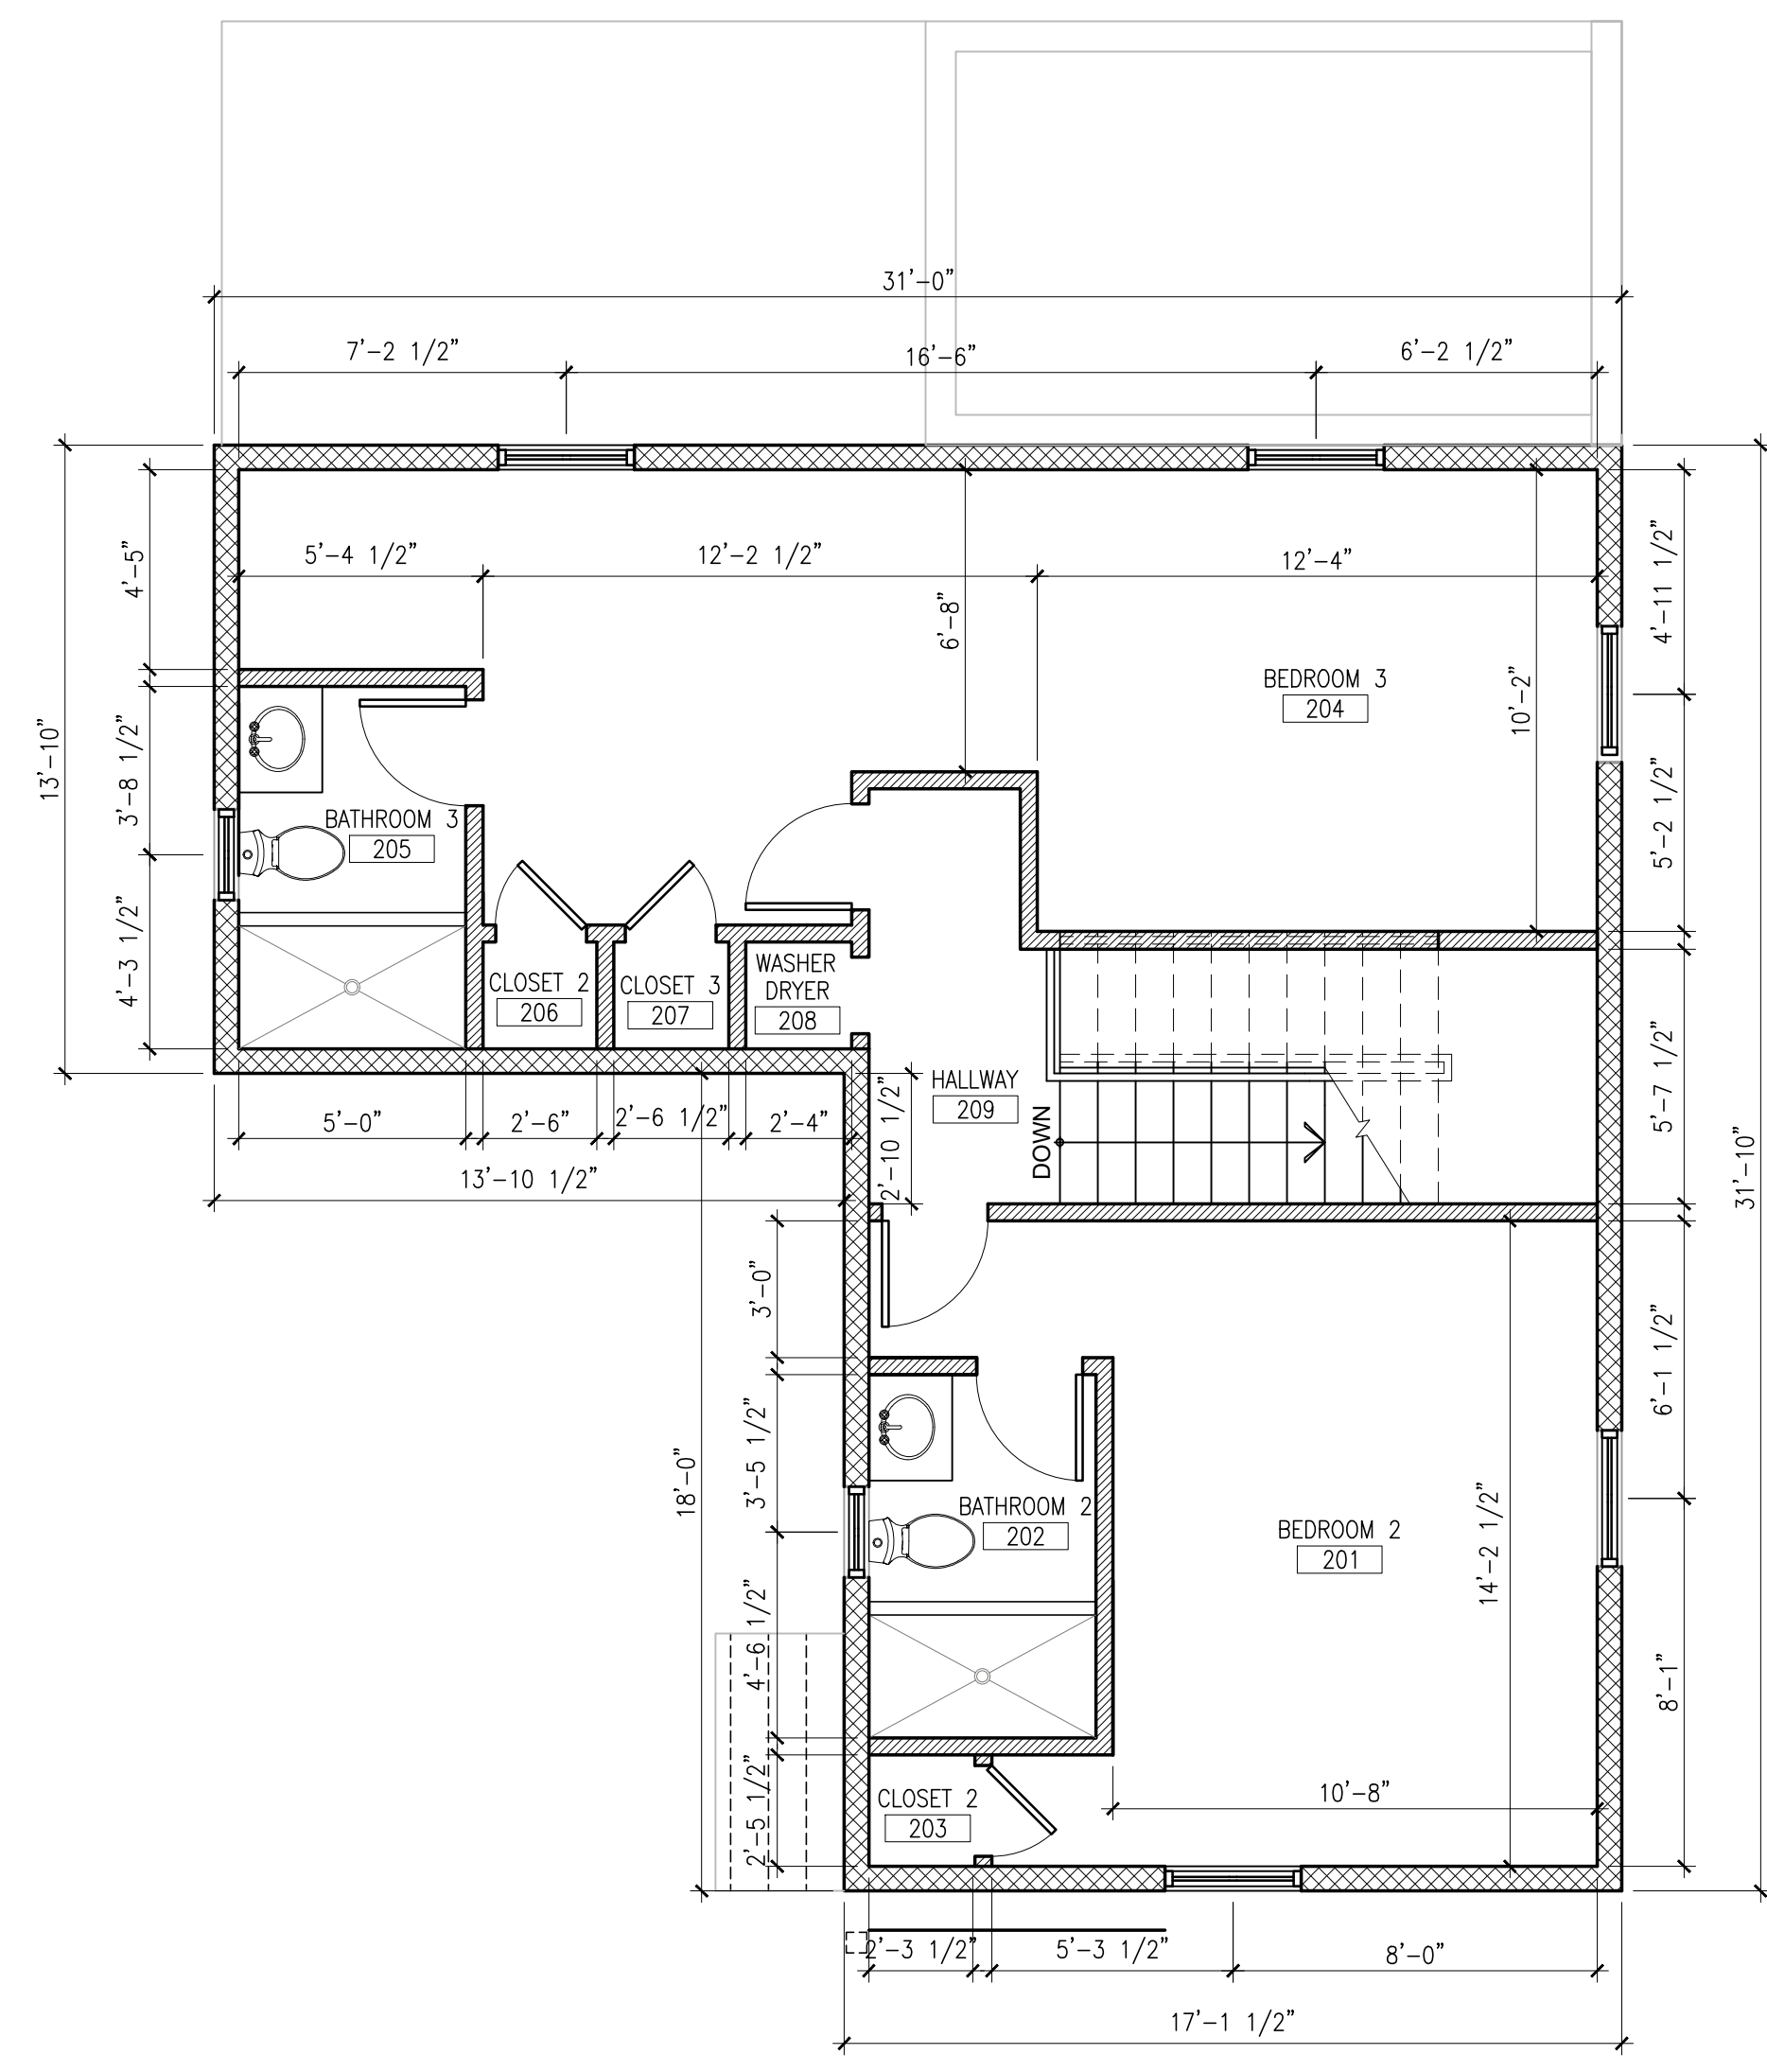 31'-0"
7'-2 1/2" 16'-6" 6'-2 1/2"
5'-4 1/2" 12'-2 1/2" 12'-4"
4'-5"
6'-8"
4'-11 1/2"
BEDROOM 3
204
10'-2"
13'-10"
3'-8 1/2"
BATHROOM 3
205
5'-2 1/2"
4'-3 1/2"
CLOSET 2
206
CLOSET 3
207
WASHER
DRYER
208
HALLWAY
209
2'-10 1/2"
DOWN
5'-7 1/2"
31'-10"
5'-0" 2'-6" 2'-6 1/2" 2'-4"
13'-10 1/2"
3'-0"
6'-1 1/2"
18'-0"
3'-5 1/2"
BATHROOM 2
202
BEDROOM 2
201
14'-2 1/2"
4'-6 1/2"
8'-1"
2'-5 1/2"
CLOSET 2
203
10'-8"
2'-3 1/2" 5'-3 1/2" 8'-0"
17'-1 1/2"